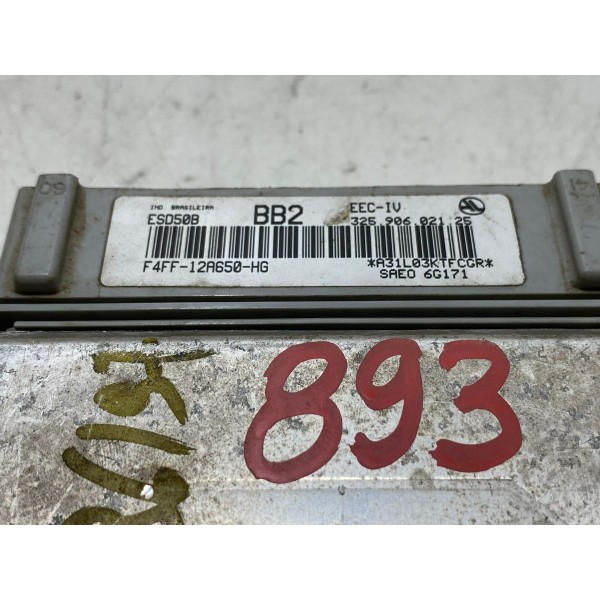 IND BRASILEIRA
ESD50B
BB2
EEC-IV
325 906 021 25
F4FF-12A650-HG
*A31L03KTFCGR*
SAEO 6G171
893